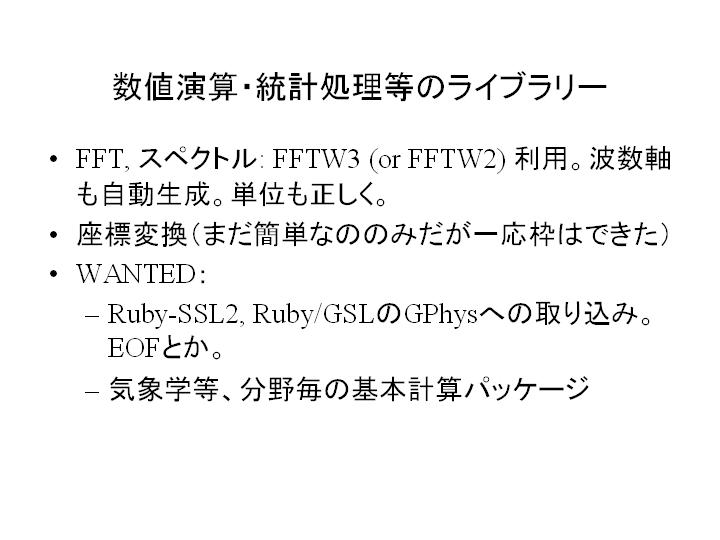 数値演算・統計処理等のライブラリー
• FFT, スペクトル: FFTW3 (or FFTW2) 利用。波数軸
も自動生成。単位も正しく。
• 座標変換（まだ簡単なののみだが一応枠はできた）
• WANTED：
– Ruby-SSL2, Ruby/GSLのGPhysへの取り込み。
EOFとか。
– 気象学等、分野毎の基本計算パッケージ